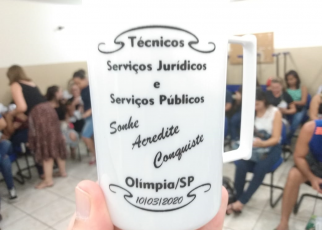 Técnicos
Serviços Jurídicos
e
Serviços Públicos
Sonhe
Acredite
Conquiste
Olímpia/SP
10/03/2020